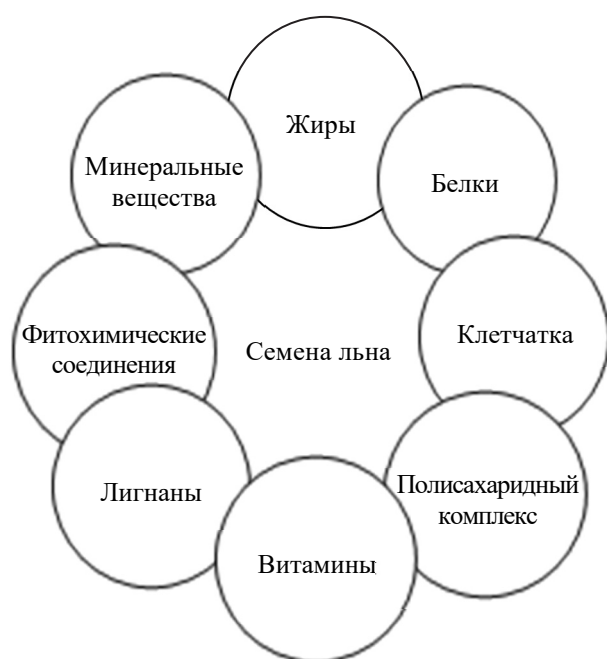 Жиры
Белки
Минеральные
вещества
Клетчатка
Фитохимические
соединения
Семена льна
Полисахаридный
комплекс
Лигнаны
Витамины